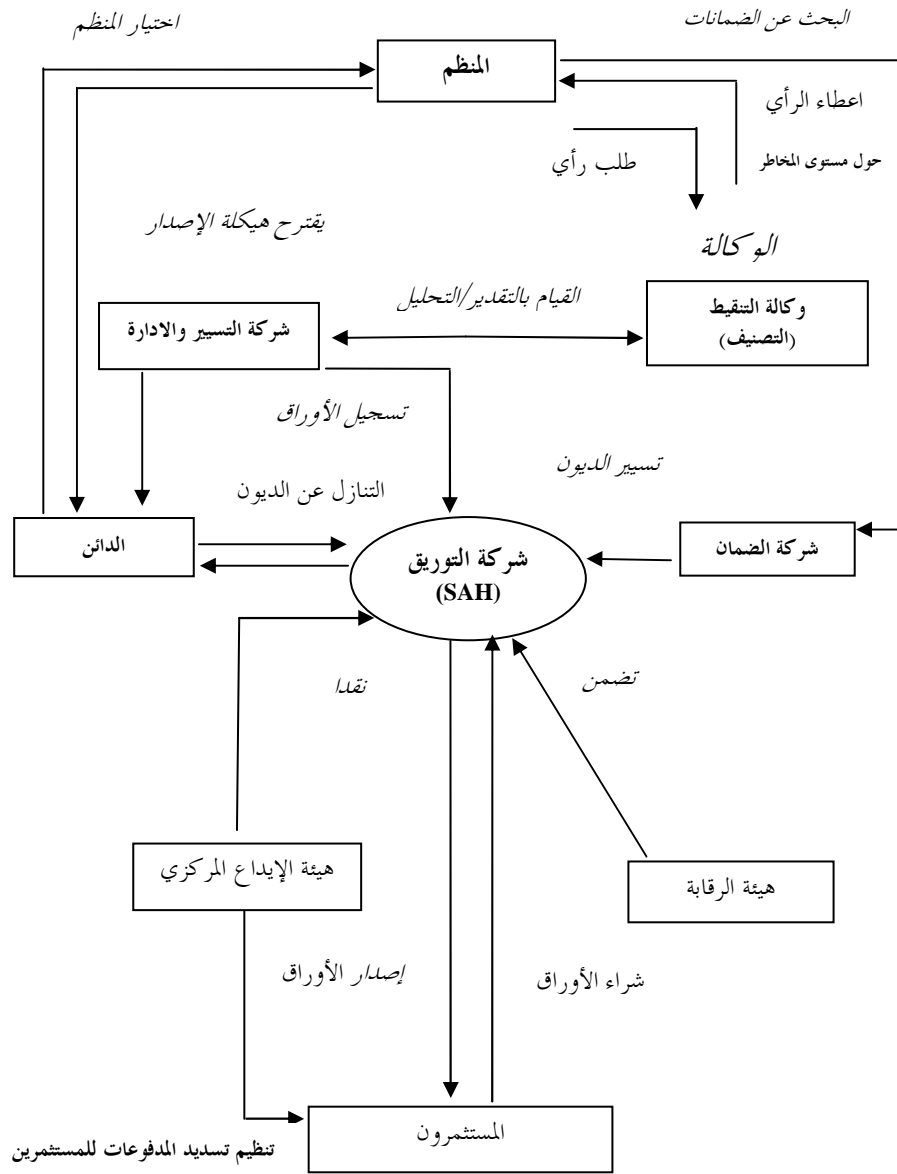 البحث عن الضمانات
اختيار المنظم
المنظم
اعطاء الرأي
حول مستوى المخاطر
طلب رأي
يقترح هيكلة الإصدار
الوكالة
وكالة التنقيط
(التصنيف)
القيام بالتقدير/التحليل
شركة التسيير والادارة
تسجيل الأوراق
تسيير الديون
التنازل عن الديون
شركة الضمان
شركة التوريق
(SAH)
الدائن
تضمن
نقدا
هيئة الإيداع المركزي
هيئة الرقابة
شراء الأوراق
إصدار الأوراق
المستثمرون
تنظيم تسديد المدفوعات للمستثمرين